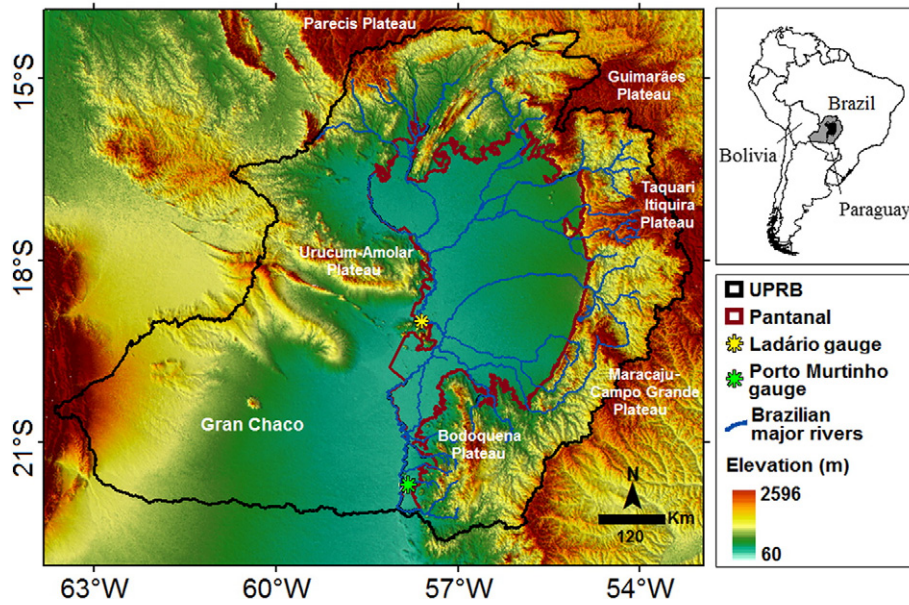 Parecis Plateau
Guimarães
Plateau
Taquari
Itiquira
Plateau
Urucum-Amolar
Plateau
Maracaju-
Campo Grande
Plateau
Gran Chaco
Bodoquena
Plateau
N
Km
120
15°S
18°S
21°S
63°W
60°W
57°W
54°W
Brazil
Bolivia
Paraguay
UPRB
Pantanal
Ladário gauge
Porto Murtinho
gauge
Brazilian
major rivers
Elevation (m)
2596
60